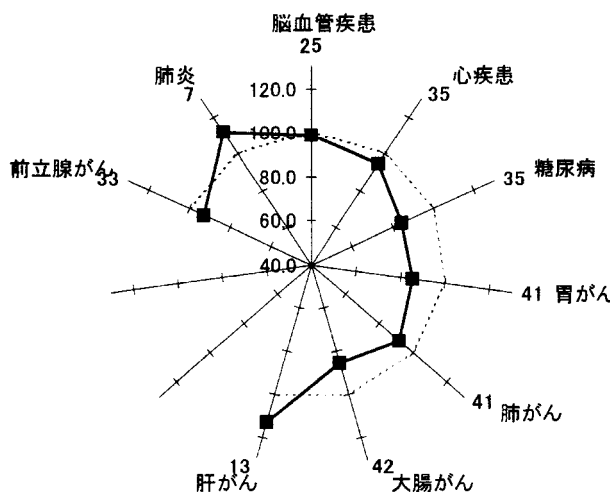 脳血管疾患
25
心疾患
35
糖尿病
35
胃がん
41
肺がん
41
大腸がん
42
肝がん
13
前立腺がん
33
肺炎
7
120.0
100.0
80.0
60.0
40.0